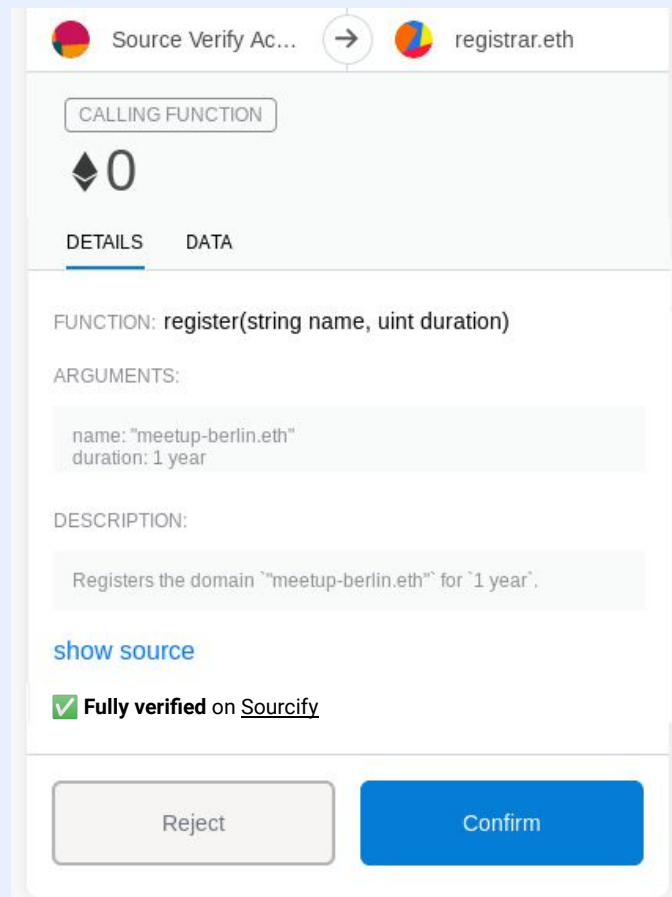 Source Verify Ac...
registrar.eth
CALLING FUNCTION
0
DETAILS DATA
FUNCTION: register(string name, uint duration)
ARGUMENTS:
name: "meetup-berlin.eth"
duration: 1 year
DESCRIPTION:
Registers the domain `"meetup-berlin.eth"` for `1 year`.
show source
✅ Fully verified on Sourcify
Reject
Confirm